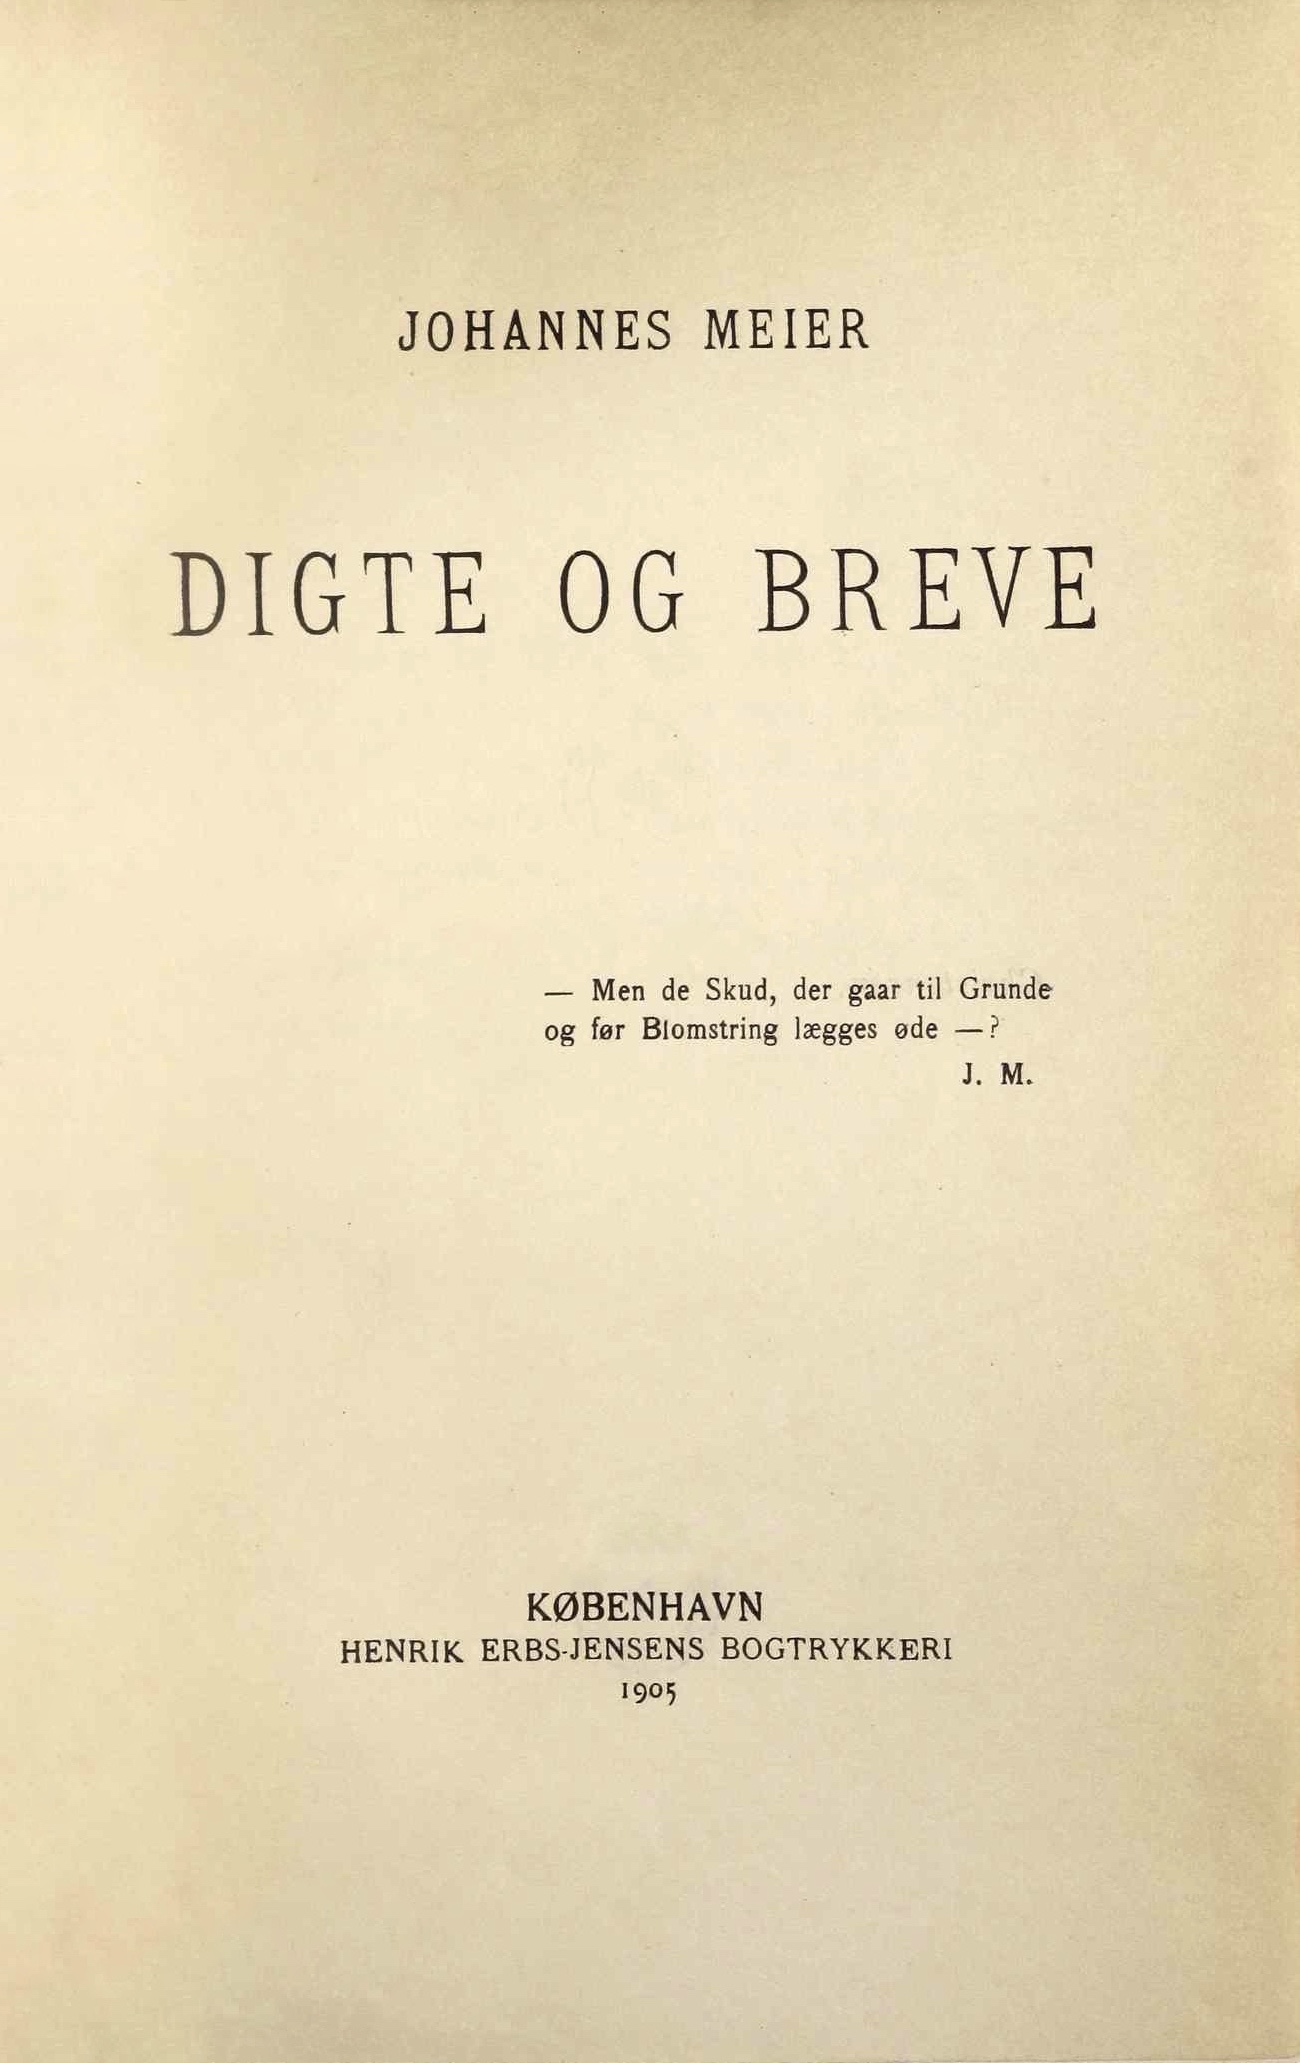 JOHANNES MEIER
DIGTE OG BREVE
— Men de Skud, der gaar til Grunde
og før Blomstring lægges øde —?
J. M.
KØBENHAVN
HENRIK ERBS-JENSENS BOGTRYKKERI
1905